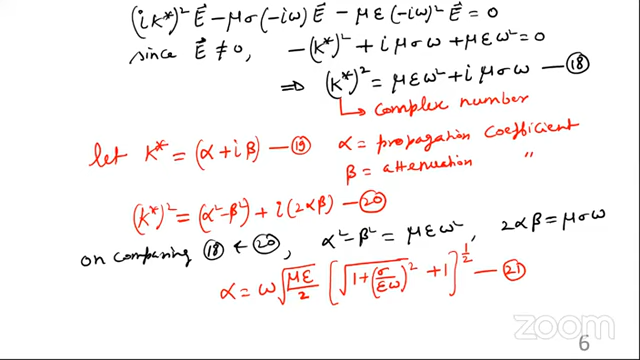 (iK*)² E⃗ − μσ(−iω) E⃗ − με(−iω)² E⃗ = 0
since E⃗ ≠ 0, −(K*)² + iμσω + μεω² = 0
⇒ (K*)² = μεω² + iμσω — (18)
↳ Complex number
let K* = (α + iβ) — (19) α = propagation coefficient
β = attenuation "
(K*)² = (α² − β²) + i(2αβ) — (20)
on comparing (18) ← (20), α² − β² = μεω², 2αβ = μσω
α = ω √(με/2) [√(1 + (σ/εω)²) + 1]^(1/2) — (21)
zoom
6